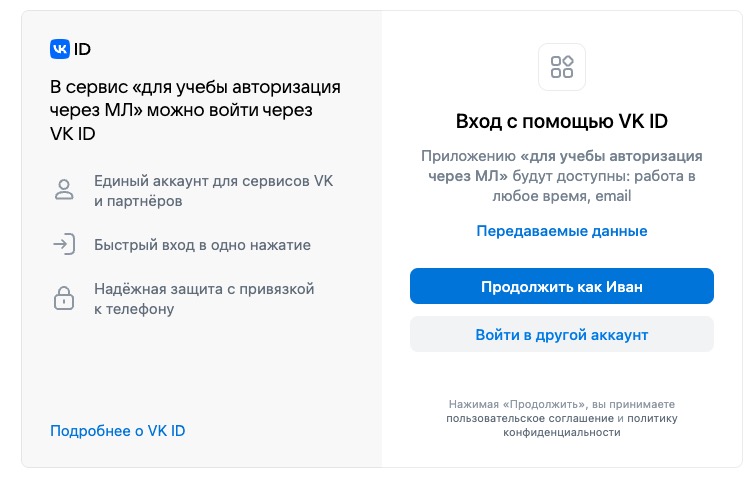 VK ID
В сервис «для учебы авторизация
через МЛ» можно войти через
VK ID
Единый аккаунт для сервисов VK
и партнёров
Быстрый вход в одно нажатие
Надёжная защита с привязкой
к телефону
Подробнее о VK ID
Вход с помощью VK ID
Приложению «для учебы авторизация
через МЛ» будут доступны: работа в
любое время, email
Передаваемые данные
Продолжить как Иван
Войти в другой аккаунт
Нажимая «Продолжить», вы принимаете
пользовательское соглашение и политику
конфиденциальности